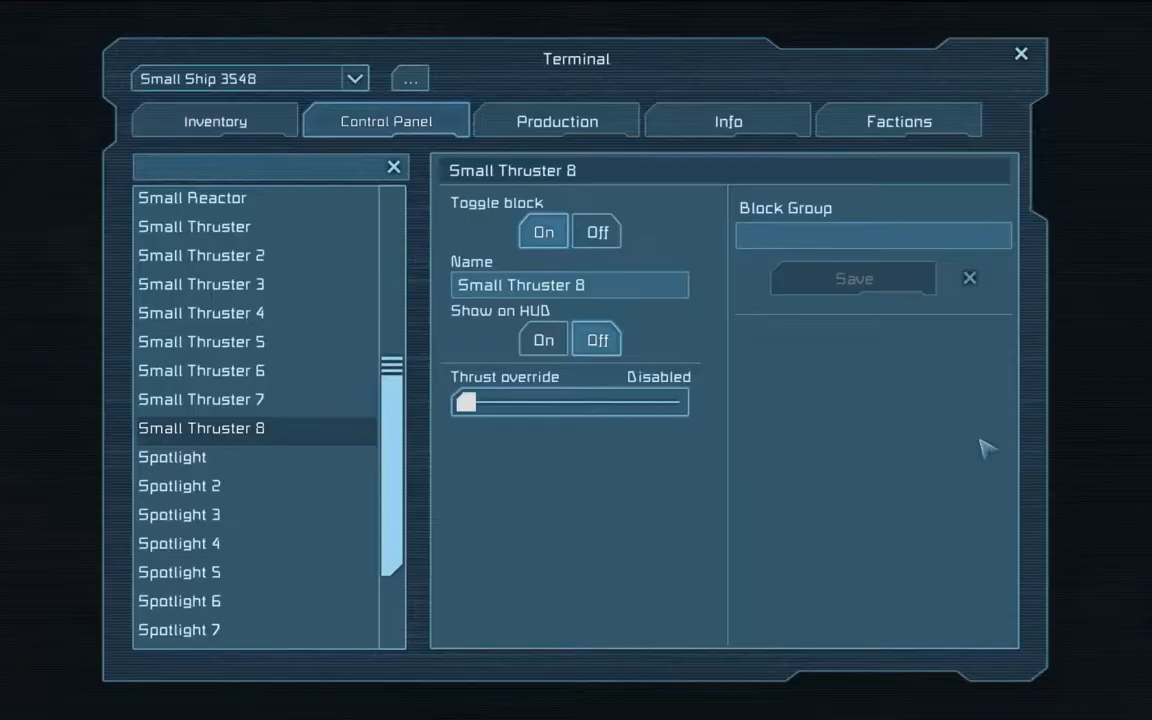 Terminal
Small Ship 3548
...
Inventory
Control Panel
Production
Info
Factions
Small Reactor
Small Thruster
Small Thruster 2
Small Thruster 3
Small Thruster 4
Small Thruster 5
Small Thruster 6
Small Thruster 7
Small Thruster 8
Spotlight
Spotlight 2
Spotlight 3
Spotlight 4
Spotlight 5
Spotlight 6
Spotlight 7
Small Thruster 8
Toggle block
On Off
Name
Small Thruster 8
Show on HUD
On Off
Thrust override Disabled
Block Group
Save